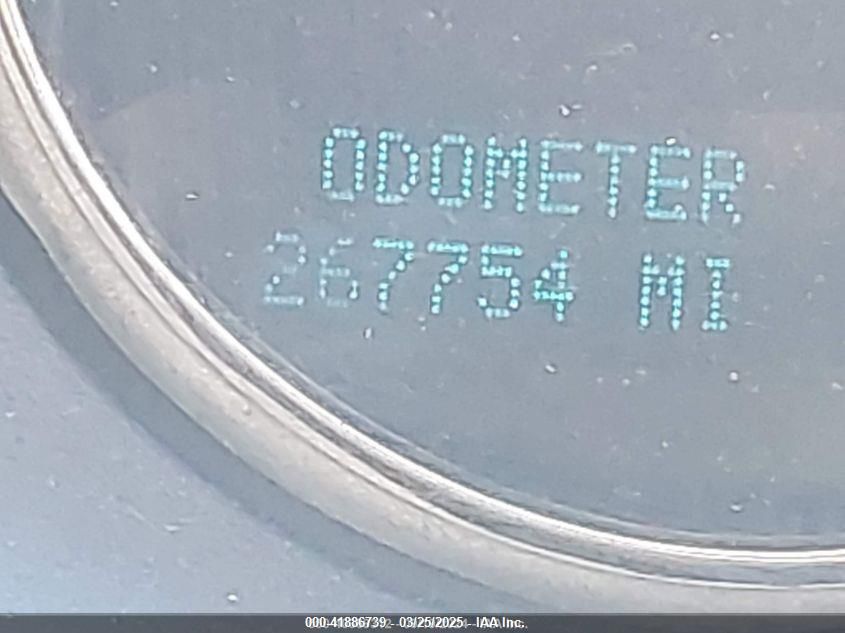 ODOMETER
267754 MI
000-41886739 - 03/25/2025 - IAA Inc.